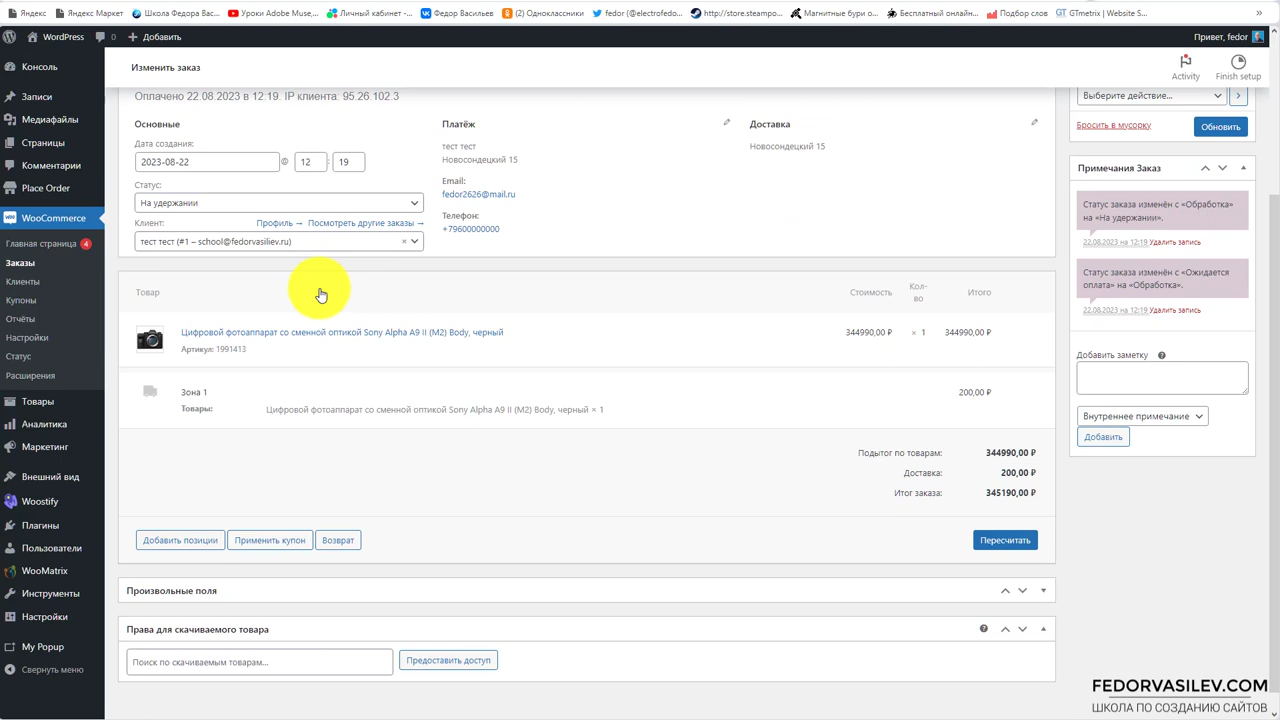 Яндекс
Яндекс Маркет
Школа Федора Вас...
Уроки Adobe Muse,...
Личный кабинет -...
Федор Васильев
(2) Одноклассники
fedor (@electrofedo...
http://store.steampo...
Магнитные бури о...
Бесплатный онлайн...
Подбор слов
GTmetrix | Website S...
»
WordPress
0
Добавить
Привет, fedor
Консоль
Записи
Медиафайлы
Страницы
Комментарии
Place Order
WooCommerce
Главная страница 4
Заказы
Клиенты
Купоны
Отчёты
Настройки
Статус
Расширения
Товары
Аналитика
Маркетинг
Внешний вид
Woostify
Плагины
Пользователи
WooMatrix
Инструменты
Настройки
My Popup
Свернуть меню
Изменить заказ
Activity
Finish setup
Оплачено 22.08 2023 в 12:19. IP клиента: 95.26 102.3
Основные
Дата создания:
2023-08-22 @ 12 : 19
Статус:
На удержании
Клиент:
Профиль → Посмотреть другие заказы →
тест тест (#1 – school@fedorvasiliev.ru) ×
Платёж
тест тест
Новосондецкий 15
Email:
fedor2626@mail.ru
Телефон:
+79600000000
Доставка
Новосондецкий 15
Товар
Стоимость
Кол-
во
Итого
Цифровой фотоаппарат со сменной оптикой Sony Alpha A9 II (M2) Body, черный
344990,00 ₽ × 1 344990,00 ₽
Артикул: 1991413
Зона 1
200,00 ₽
Товары: Цифровой фотоаппарат со сменной оптикой Sony Alpha A9 II (M2) Body, черный × 1
Подытог по товарам: 344990,00 ₽
Доставка: 200,00 ₽
Итог заказа: 345190,00 ₽
Добавить позиции
Применить купон
Возврат
Пересчитать
Произвольные поля
Права для скачиваемого товара
Поиск по скачиваемым товарам...
Предоставить доступ
Выберите действие...
Бросить в мусорку
Обновить
Примечания Заказ
Статус заказа изменён с «Обработка»
на «На удержании».
22.08.2023 на 12:19 Удалить запись
Статус заказа изменён с «Ожидается
оплата» на «Обработка».
22.08.2023 на 12:19 Удалить запись
Добавить заметку
Внутреннее примечание
Добавить
FEDORVASILEV.COM
ШКОЛА ПО СОЗДАНИЮ САЙТОВ